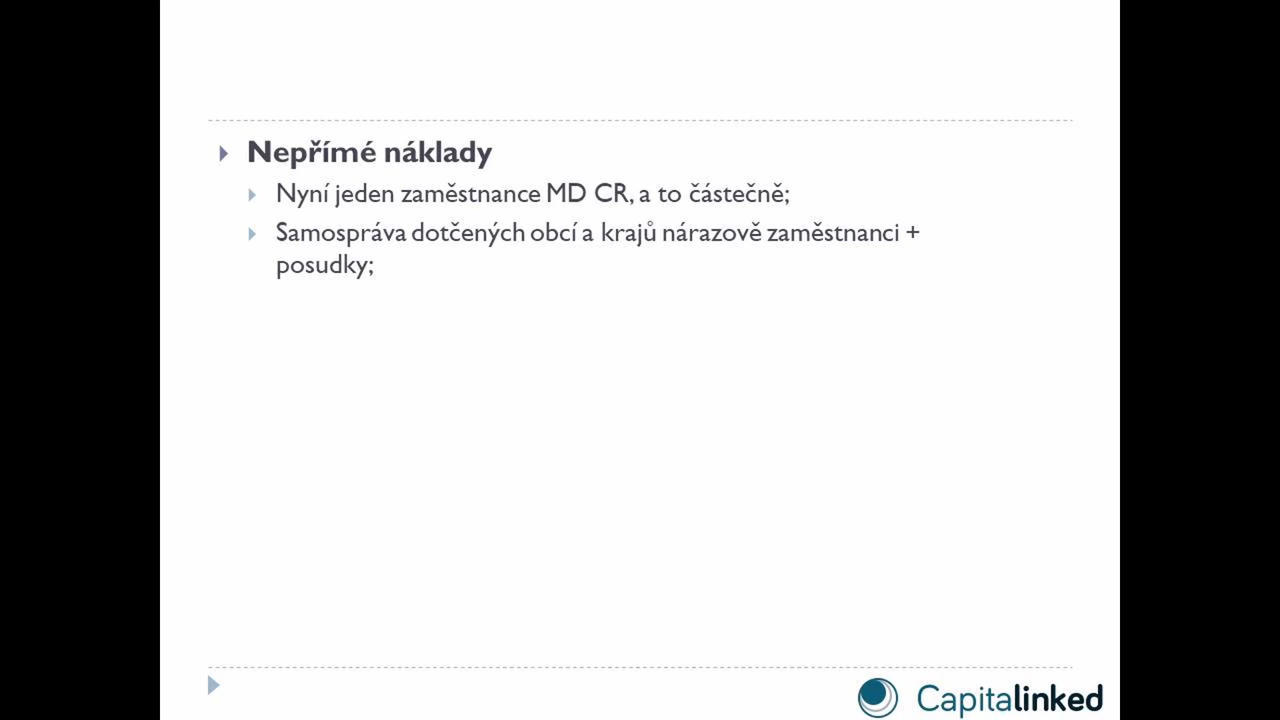 Nepřímé náklady
Nyní jeden zaměstnance MD CR, a to částečně;
Samospráva dotčených obcí a krajů nárazově zaměstnanci +
posudky;
Capitalinked